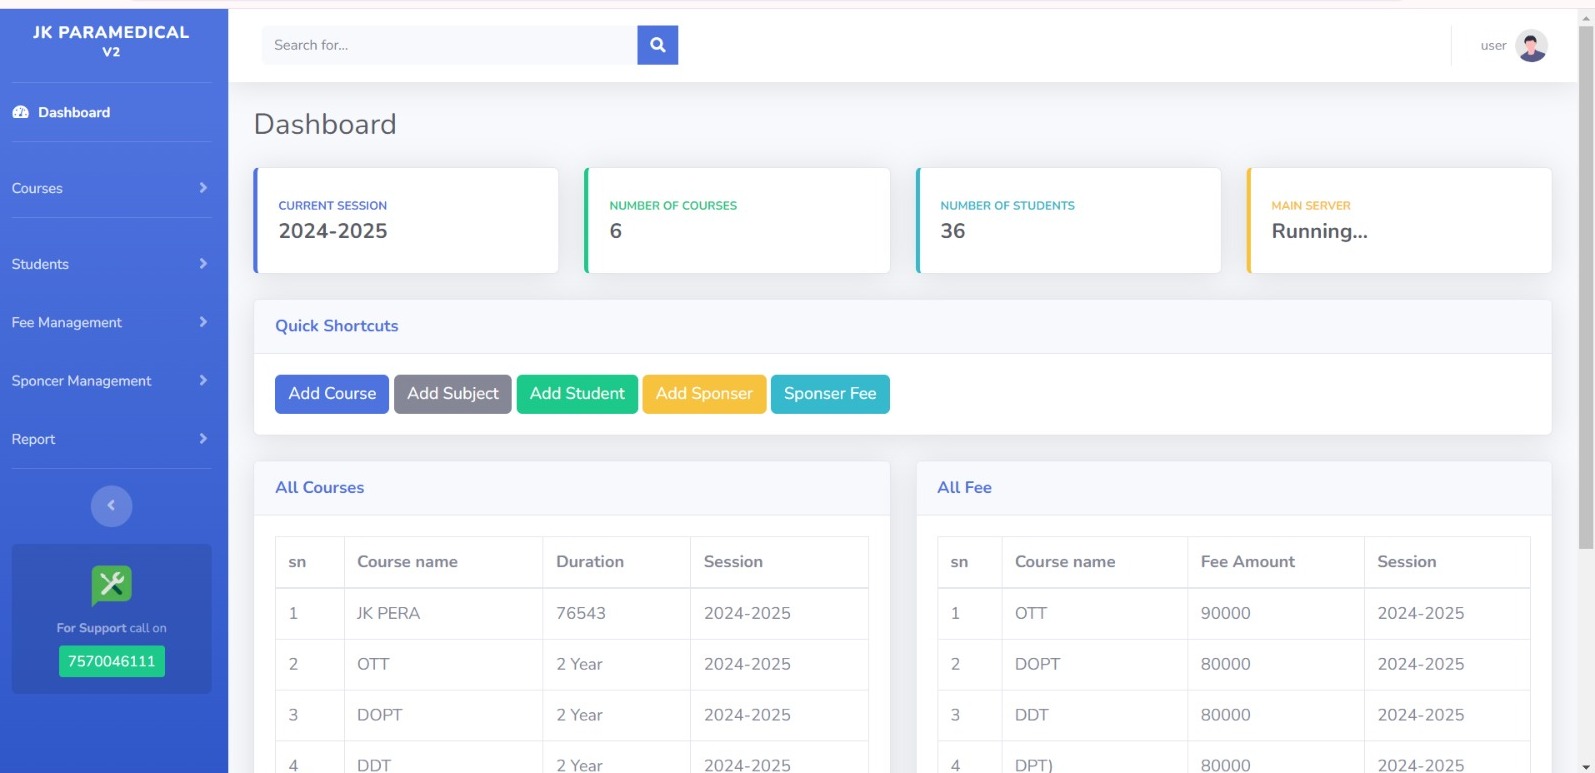 JK PARAMEDICAL
V2
Dashboard
Courses
Students
Fee Management
Sponcer Management
Report
For Support call on
7570046111
Search for...
user
Dashboard
CURRENT SESSION
2024-2025
NUMBER OF COURSES
6
NUMBER OF STUDENTS
36
MAIN SERVER
Running...
Quick Shortcuts
Add Course Add Subject Add Student Add Sponser Sponser Fee
All Courses
sn Course name Duration Session
1 JK PERA 76543 2024-2025
2 OTT 2 Year 2024-2025
3 DOPT 2 Year 2024-2025
4 DDT 2 Year 2024-2025
All Fee
sn Course name Fee Amount Session
1 OTT 90000 2024-2025
2 DOPT 80000 2024-2025
3 DDT 80000 2024-2025
4 DPT) 80000 2024-2025